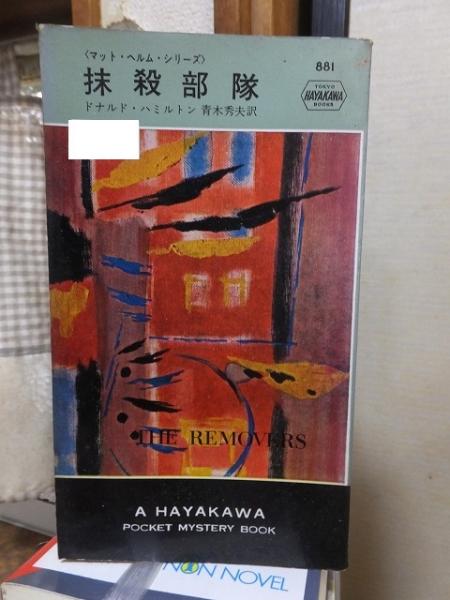 〈マット・ヘルム・シリーズ〉
881
抹殺部隊
TOKYO
HAYAKAWA
BOOKS
ドナルド・ハミルトン 青木秀夫訳
THE REMOVERS
A HAYAKAWA
POCKET MYSTERY BOOK
NON NOVEL